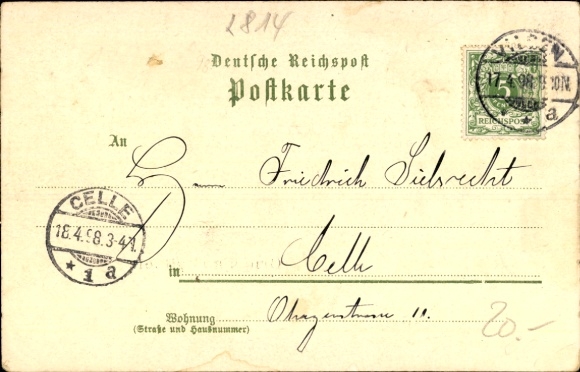 2814
Deutsche Reichspost
Postkarte
VILSEN
17.4.98
a
5
REICHSPOST
An
Herrn Friedrich Siebrecht
CELLE
18.4.98.3-4N.
* 1 a
in Celle
Wohnung
(Straße und Hausnummer)
20.-